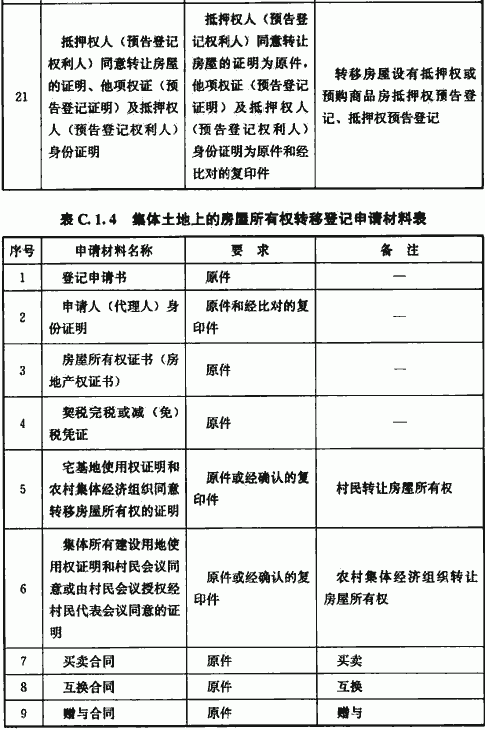 21
抵押权人（预告登记
权利人）同意转让房屋
的证明、他项权证（预
告登记证明）及抵押权
人（预告登记权利人）
身份证明
抵押权人（预告登
记权利人）同意转让
房屋的证明为原件，
他项权证（预告登记
证明）及抵押权人
（预告登记权利人）
身份证明为原件和经
比对的复印件
转移房屋设有抵押权或
预购商品房抵押权预告登
记、抵押权预告登记
表 C.1.4 集体土地上的房屋所有权转移登记申请材料表
序号 申请材料名称 要 求 备 注
1 登记申请书 原件 —
2
申请人（代理人）身
份证明
原件和经比对的复
印件
—
3
房屋所有权证书（房
地产权证书）
原件
—
4
契税完税或减（免）
税凭证
原件
—
5
宅基地使用权证明和
农村集体经济组织同意
转移房屋所有权的证明
原件或经确认的复
印件
村民转让房屋所有权
6
集体所有建设用地使
用权证明和村民会议同
意或由村民会议授权经
村民代表会议同意的证
明
原件或经确认的复
印件
农村集体经济组织转让
房屋所有权
7 买卖合同 原件 买卖
8 互换合同 原件 互换
9 赠与合同 原件 赠与